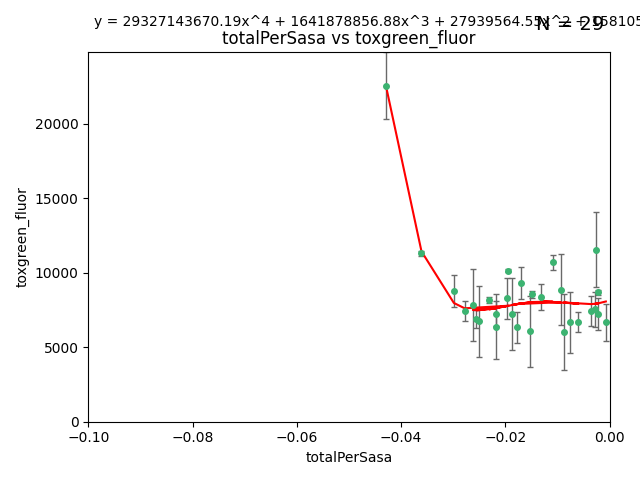 y = 29327143670.19x^4 + 1641878856.88x^3 + 27939564.55x^2 + 158105
N = 29
totalPerSasa vs toxgreen_fluor
toxgreen_fluor
20000
15000
10000
5000
0
−0.10 −0.08 −0.06 −0.04 −0.02 0.00
totalPerSasa